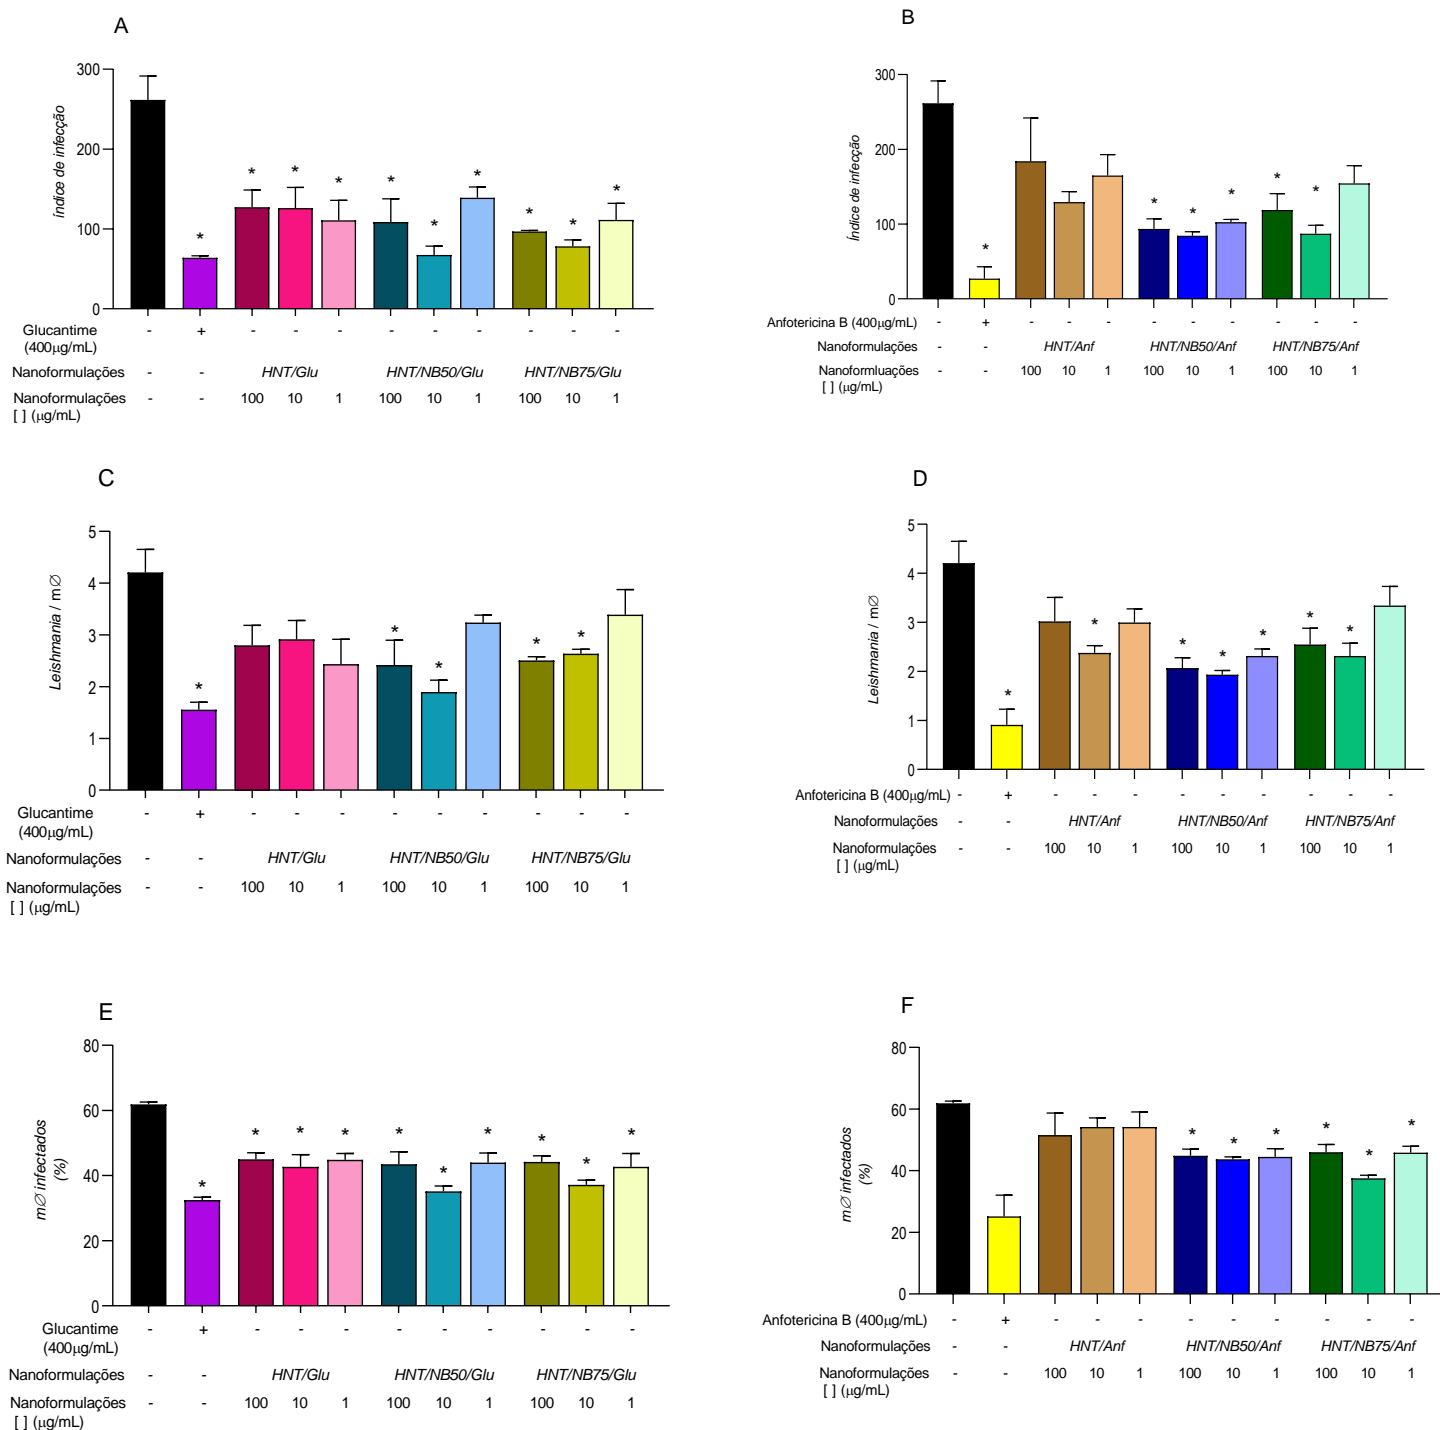 A
300
200
100
0
índice de infecção
* * * * * * * * * *
Glucantime
(400µg/mL)
- + - - - - - - - - -
Nanoformulações - - HNT/Glu HNT/NB50/Glu HNT/NB75/Glu
Nanoformulações - - 100 10 1 100 10 1 100 10 1
[ ] (µg/mL)
B
300
200
100
0
Índice de infecção
* * * * * *
Anfotericina B (400µg/mL) - + - - - - - - - - -
Nanoformulações - - HNT/Anf HNT/NB50/Anf HNT/NB75/Anf
Nanoformluações - - 100 10 1 100 10 1 100 10 1
[ ] (µg/mL)
C
5
4
3
2
1
0
Leishmania / mØ
* * * * *
Glucantime
(400µg/mL)
- + - - - - - - - - -
Nanoformulações - - HNT/Glu HNT/NB50/Glu HNT/NB75/Glu
Nanoformulações - - 100 10 1 100 10 1 100 10 1
[ ] (µg/mL)
D
5
4
3
2
1
0
Leishmania / mØ
* * * * * * *
Anfotericina B (400µg/mL) - + - - - - - - - - -
Nanoformulações - - HNT/Anf HNT/NB50/Anf HNT/NB75/Anf
Nanoformulações - - 100 10 1 100 10 1 100 10 1
[ ] (µg/mL)
E
80
60
40
20
0
mØ infectados
(%)
* * * * * * * * * *
Glucantime
(400µg/mL)
- + - - - - - - - - -
Nanoformulações - - HNT/Glu HNT/NB50/Glu HNT/NB75/Glu
Nanoformulações - - 100 10 1 100 10 1 100 10 1
[ ] (µg/mL)
F
80
60
40
20
0
mØ infectados
(%)
* * * * * *
Anfotericina B (400µg/mL) - + - - - - - - - - -
Nanoformulações - - HNT/Anf HNT/NB50/Anf HNT/NB75/Anf
Nanoformulações - - 100 10 1 100 10 1 100 10 1
[ ] (µg/mL)